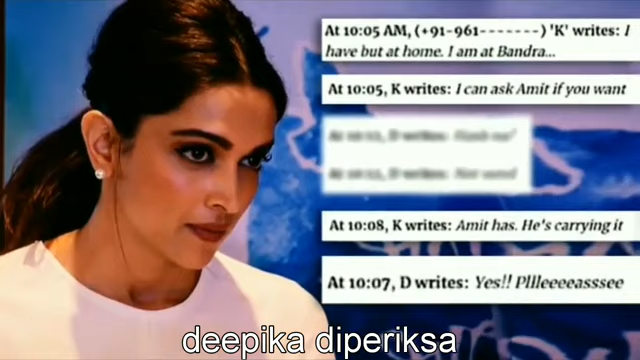 At 10:05 AM, (+91-961-------) 'K' writes: I
have but at home. I am at Bandra...
At 10:05, K writes: I can ask Amit if you want
At 10:08, K writes: Amit has. He's carrying it
At 10:07, D writes: Yes!! Pllleeeeasssee
deepika diperiksa